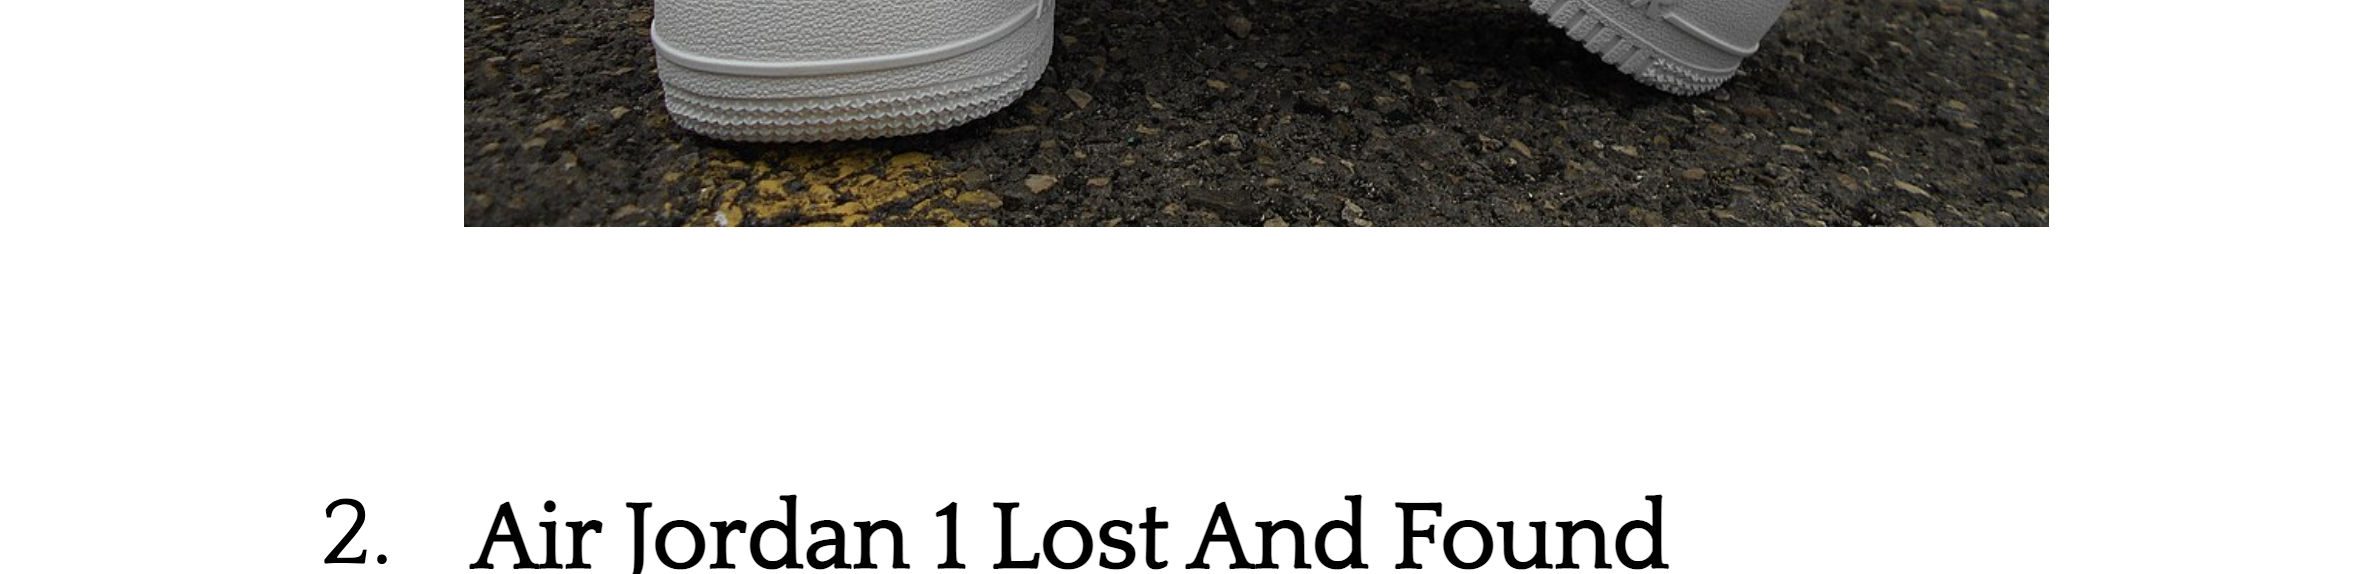 2. Air Jordan 1 Lost And Found